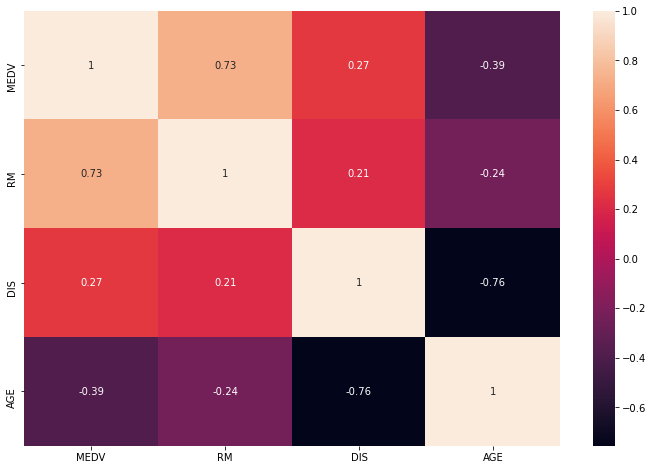 MEDV 1 0.73 0.27 -0.39
RM 0.73 1 0.21 -0.24
DIS 0.27 0.21 1 -0.76
AGE -0.39 -0.24 -0.76 1
MEDV RM DIS AGE
1.0
0.8
0.6
0.4
0.2
0.0
−0.2
−0.4
−0.6